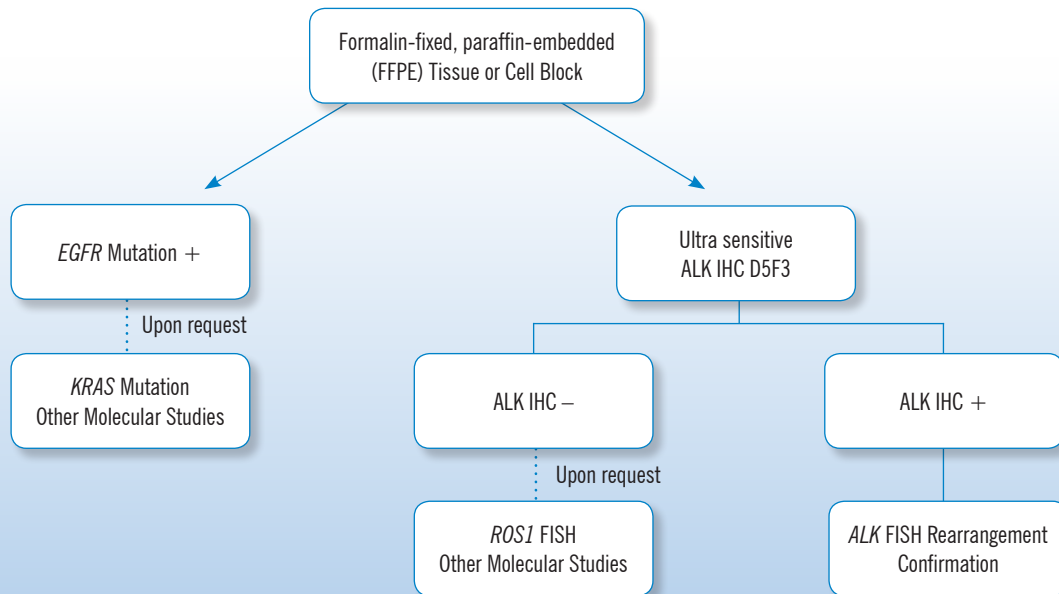 Formalin-fixed, paraffin-embedded
(FFPE) Tissue or Cell Block
EGFR Mutation +
Upon request
KRAS Mutation
Other Molecular Studies
Ultra sensitive
ALK IHC D5F3
ALK IHC –
Upon request
ROS1 FISH
Other Molecular Studies
ALK IHC +
ALK FISH Rearrangement
Confirmation